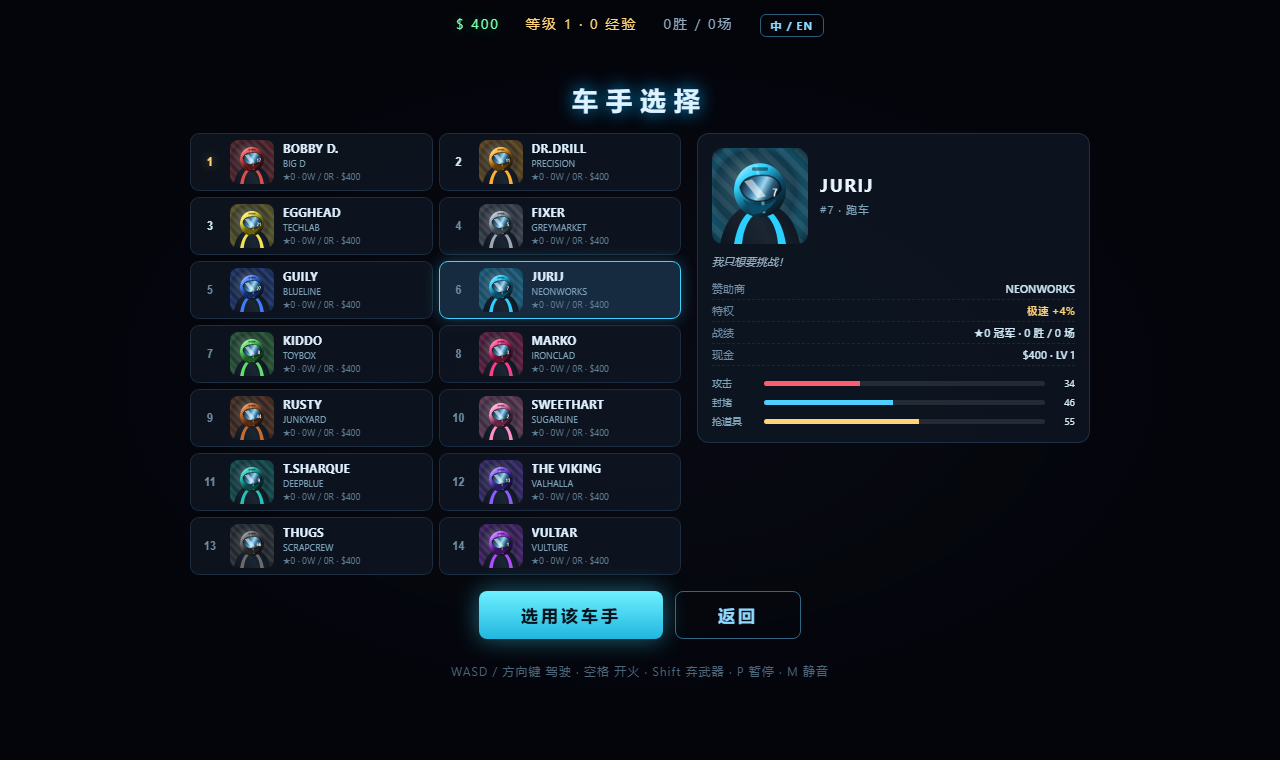 $ 400 等级 1 · 0 经验 0胜 / 0场 中 / EN
车手选择
1 BOBBY D.
BIG D
★0 · 0W / 0R · $400
2 DR.DRILL
PRECISION
★0 · 0W / 0R · $400
3 EGGHEAD
TECHLAB
★0 · 0W / 0R · $400
4 FIXER
GREYMARKET
★0 · 0W / 0R · $400
5 GUILY
BLUELINE
★0 · 0W / 0R · $400
6 JURIJ
NEONWORKS
★0 · 0W / 0R · $400
7 KIDDO
TOYBOX
★0 · 0W / 0R · $400
8 MARKO
IRONCLAD
★0 · 0W / 0R · $400
9 RUSTY
JUNKYARD
★0 · 0W / 0R · $400
10 SWEETHART
SUGARLINE
★0 · 0W / 0R · $400
11 T.SHARQUE
DEEPBLUE
★0 · 0W / 0R · $400
12 THE VIKING
VALHALLA
★0 · 0W / 0R · $400
13 THUGS
SCRAPCREW
★0 · 0W / 0R · $400
14 VULTAR
VULTURE
★0 · 0W / 0R · $400
7
JURIJ
#7 · 跑车
我只想要挑战！
赞助商 NEONWORKS
特权 极速 +4%
战绩 ★0 冠军 · 0 胜 / 0 场
现金 $400 · LV 1
攻击 34
封堵 46
抢道具 55
选用该车手 返回
WASD / 方向键 驾驶 · 空格 开火 · Shift 弃武器 · P 暂停 · M 静音